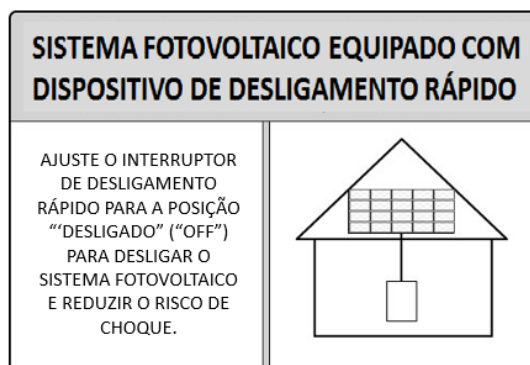 SISTEMA FOTOVOLTAICO EQUIPADO COM
DISPOSITIVO DE DESLIGAMENTO RÁPIDO
AJUSTE O INTERRUPTOR
DE DESLIGAMENTO
RÁPIDO PARA A POSIÇÃO
“‘DESLIGADO” (“OFF”)
PARA DESLIGAR O
SISTEMA FOTOVOLTAICO
E REDUZIR O RISCO DE
CHOQUE.